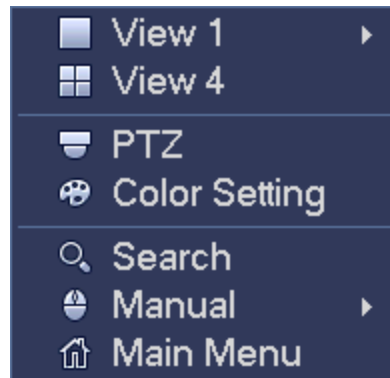 View 1
View 4
PTZ
Color Setting
Search
Manual
Main Menu